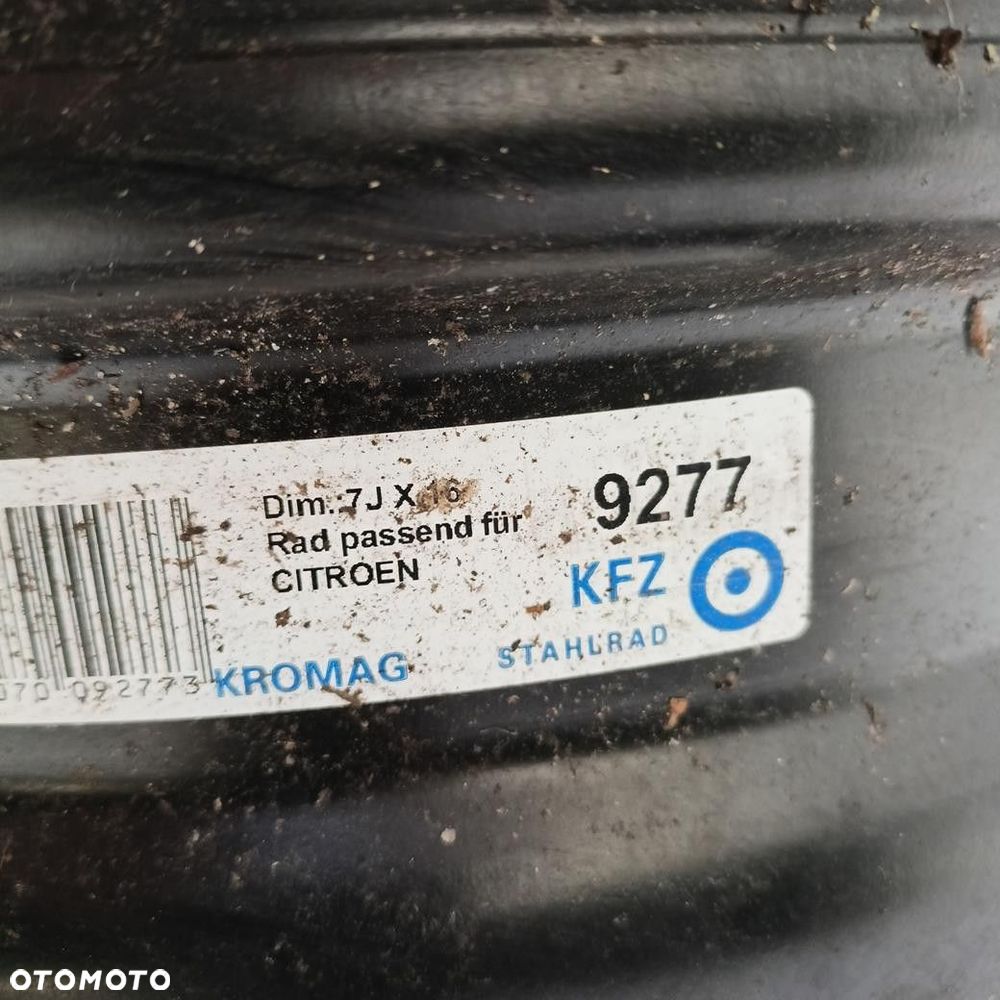 Dim.:7J X 16
9277
Rad passend für
CITROEN
KFZ
STAHLRAD
KROMAG
070 092773
OTOMOTO